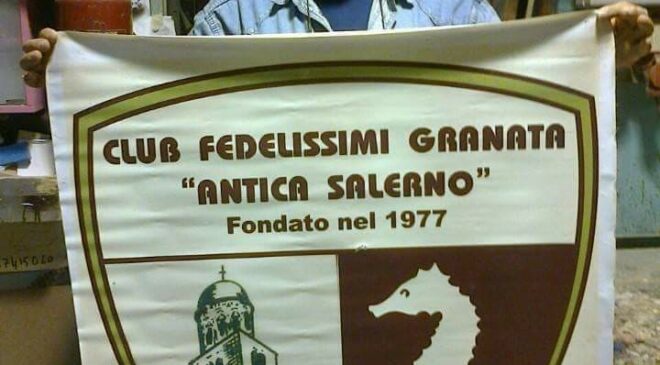 CLUB FEDELISSIMI GRANATA
"ANTICA SALERNO"
Fondato nel 1977